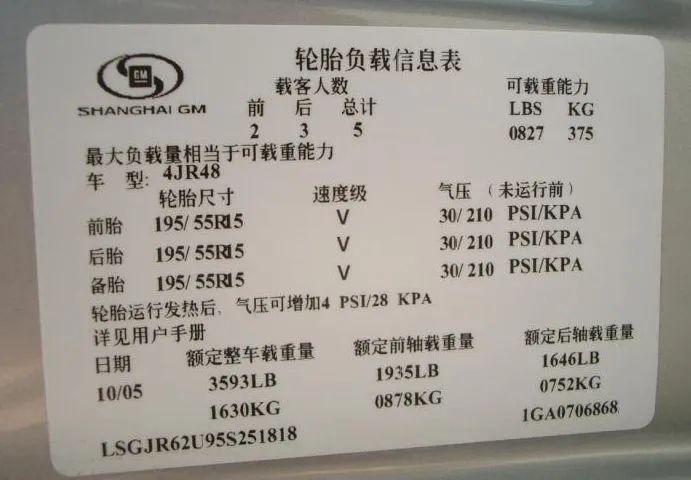 轮胎负载信息表
GM
SHANGHAI GM
载客人数 可载重能力
前 后 总计 LBS KG
2 3 5 0827 375
最大负载量相当于可载重能力
车 型: 4JR48
轮胎尺寸 速度级 气压 (未运行前)
前胎 195/ 55R15 V 30/ 210 PSI/KPA
后胎 195/ 55R15 V 30/ 210 PSI/KPA
备胎 195/ 55R15 V 30/ 210 PSI/KPA
轮胎运行发热后, 气压可增加4 PSI/28 KPA
详见用户手册
日期 额定整车载重量 额定前轴载重量 额定后轴载重量
10/05 3593LB 1935LB 1646LB
1630KG 0878KG 0752KG
LSGJR62U95S251818 1GA0706868